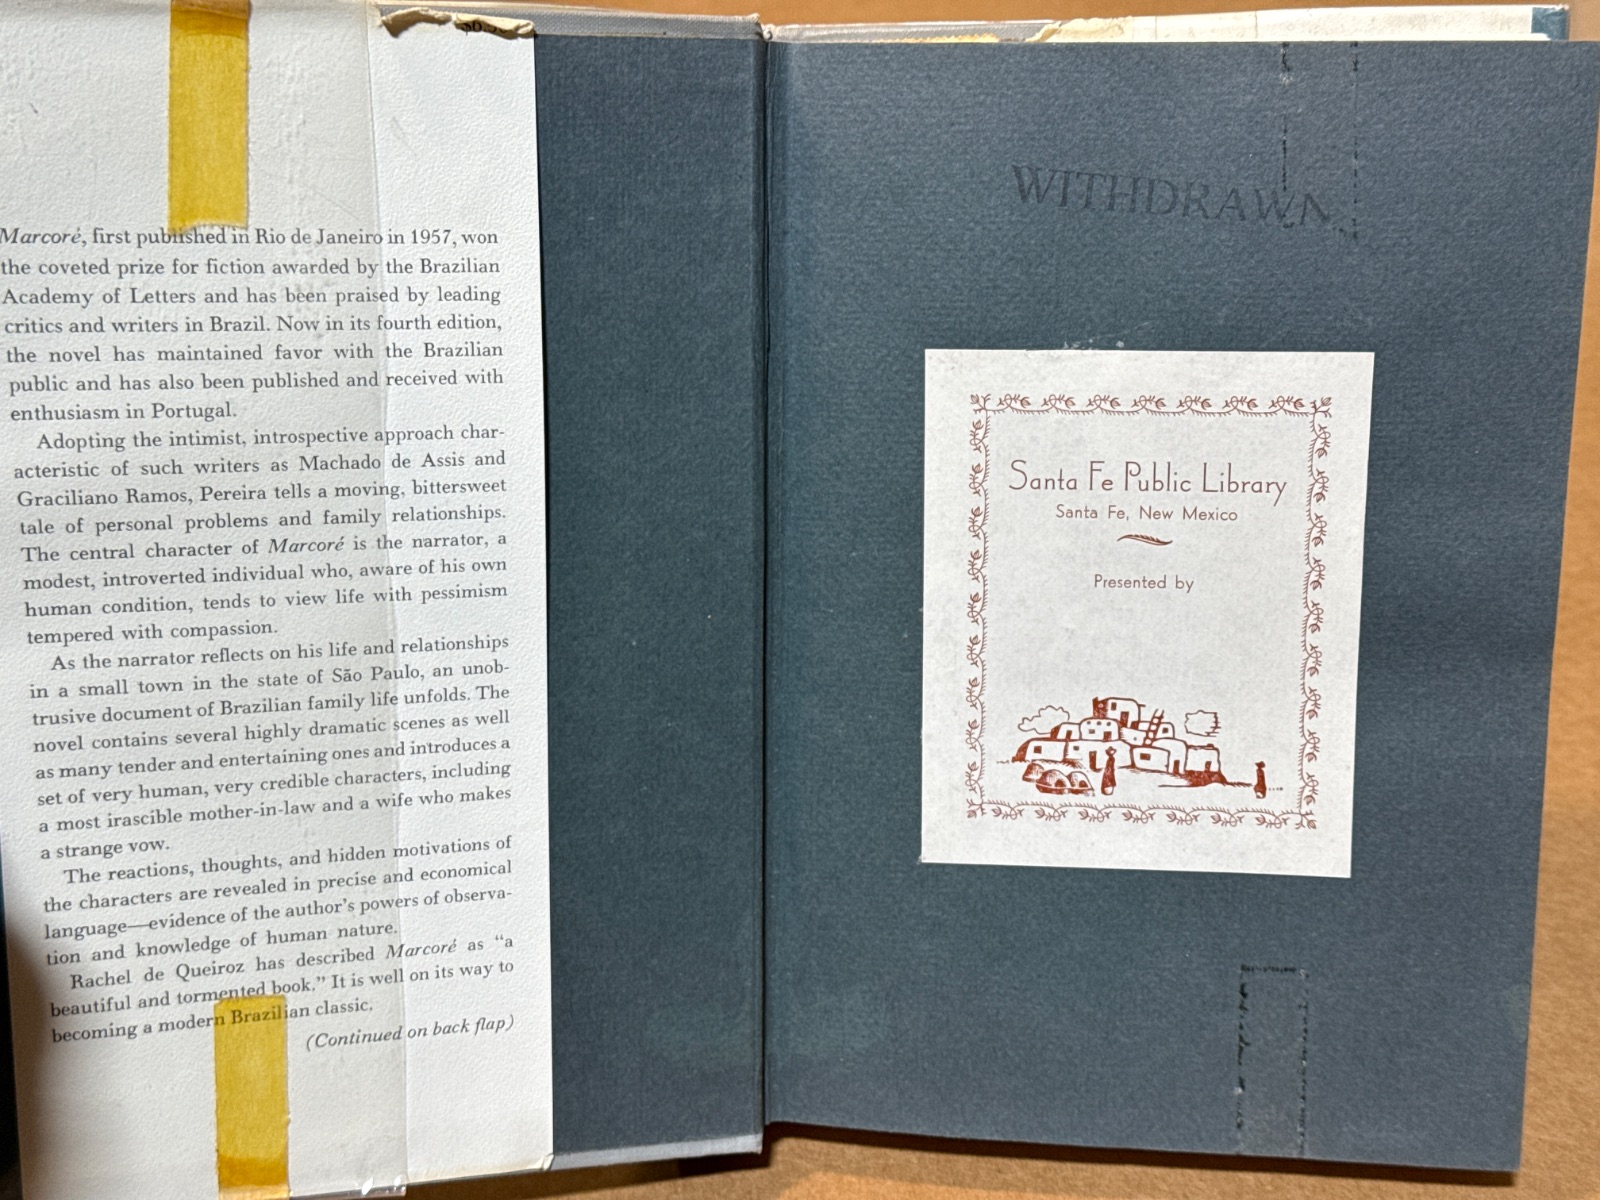 Marcoré, first published in Rio de Janeiro in 1957, won
the coveted prize for fiction awarded by the Brazilian
Academy of Letters and has been praised by leading
critics and writers in Brazil. Now in its fourth edition,
the novel has maintained favor with the Brazilian
public and has also been published and received with
enthusiasm in Portugal.
Adopting the intimist, introspective approach char-
acteristic of such writers as Machado de Assis and
Graciliano Ramos, Pereira tells a moving, bittersweet
tale of personal problems and family relationships.
The central character of Marcoré is the narrator, a
modest, introverted individual who, aware of his own
human condition, tends to view life with pessimism
tempered with compassion.
As the narrator reflects on his life and relationships
in a small town in the state of São Paulo, an unob-
trusive document of Brazilian family life unfolds. The
novel contains several highly dramatic scenes as well
as many tender and entertaining ones and introduces a
set of very human, very credible characters, including
a most irascible mother-in-law and a wife who makes
a strange vow.
The reactions, thoughts, and hidden motivations of
the characters are revealed in precise and economical
language—evidence of the author's powers of observa-
tion and knowledge of human nature.
Rachel de Queiroz has described Marcoré as "a
beautiful and tormented book." It is well on its way to
becoming a modern Brazilian classic.
(Continued on back flap)
WITHDRAWN
Santa Fe Public Library
Santa Fe, New Mexico
Presented by